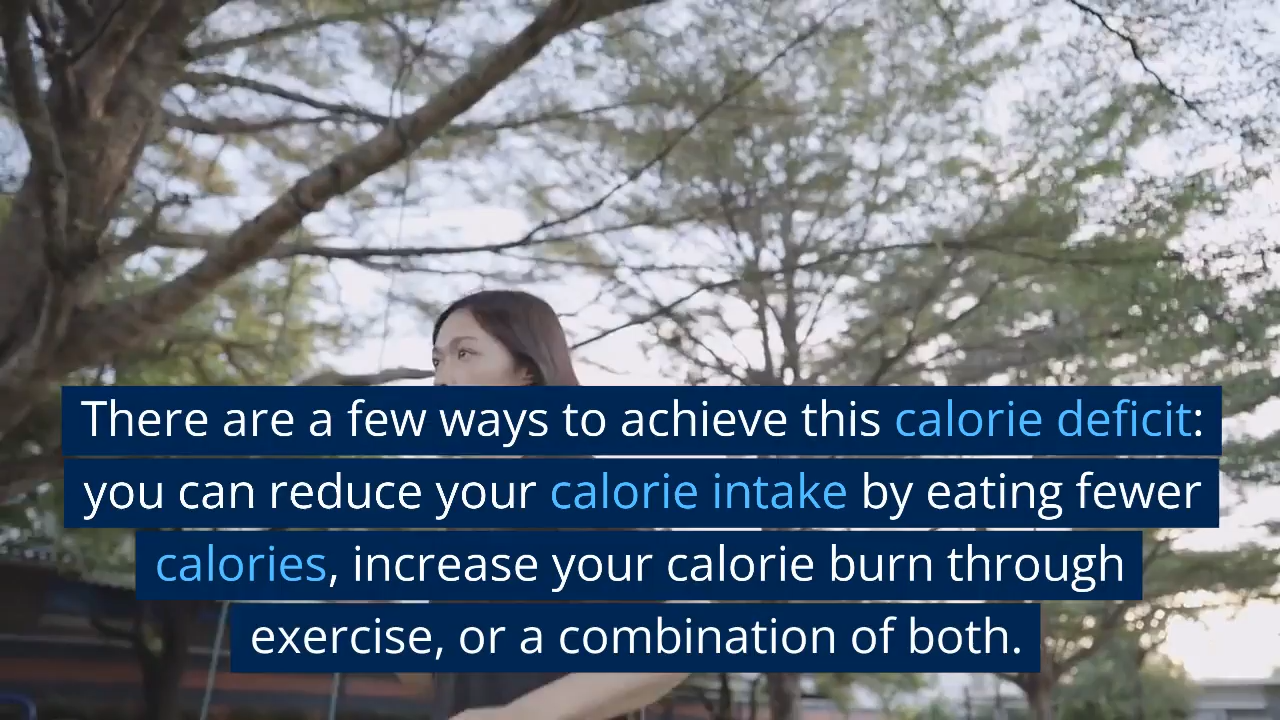 There are a few ways to achieve this calorie deficit:
you can reduce your calorie intake by eating fewer
calories, increase your calorie burn through
exercise, or a combination of both.